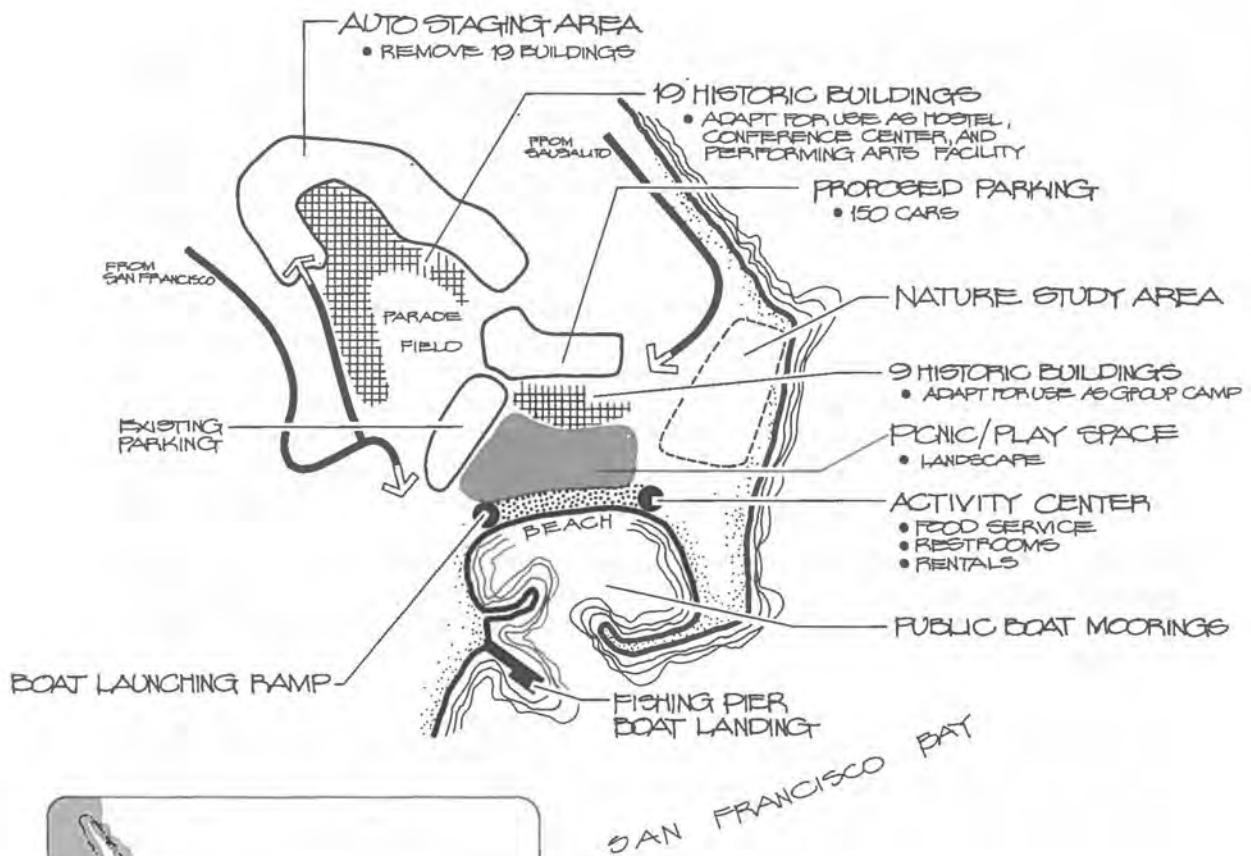 AUTO STAGING AREA
• REMOVE 19 BUILDINGS
19 HISTORIC BUILDINGS
• ADAPT FOR USE AS HOSTEL,
CONFERENCE CENTER, AND
PERFORMING ARTS FACILITY
FROM
SAUSALITO
PROPOSED PARKING
• 150 CARS
FROM
SAN FRANCISCO
NATURE STUDY AREA
PARADE
FIELD
9 HISTORIC BUILDINGS
• ADAPT FOR USE AS GROUP CAMP
EXISTING
PARKING
PICNIC/PLAY SPACE
• LANDSCAPE
ACTIVITY CENTER
• FOOD SERVICE
• RESTROOMS
• RENTALS
BEACH
PUBLIC BOAT MOORINGS
BOAT LAUNCHING RAMP
FISHING PIER
BOAT LANDING
SAN FRANCISCO BAY